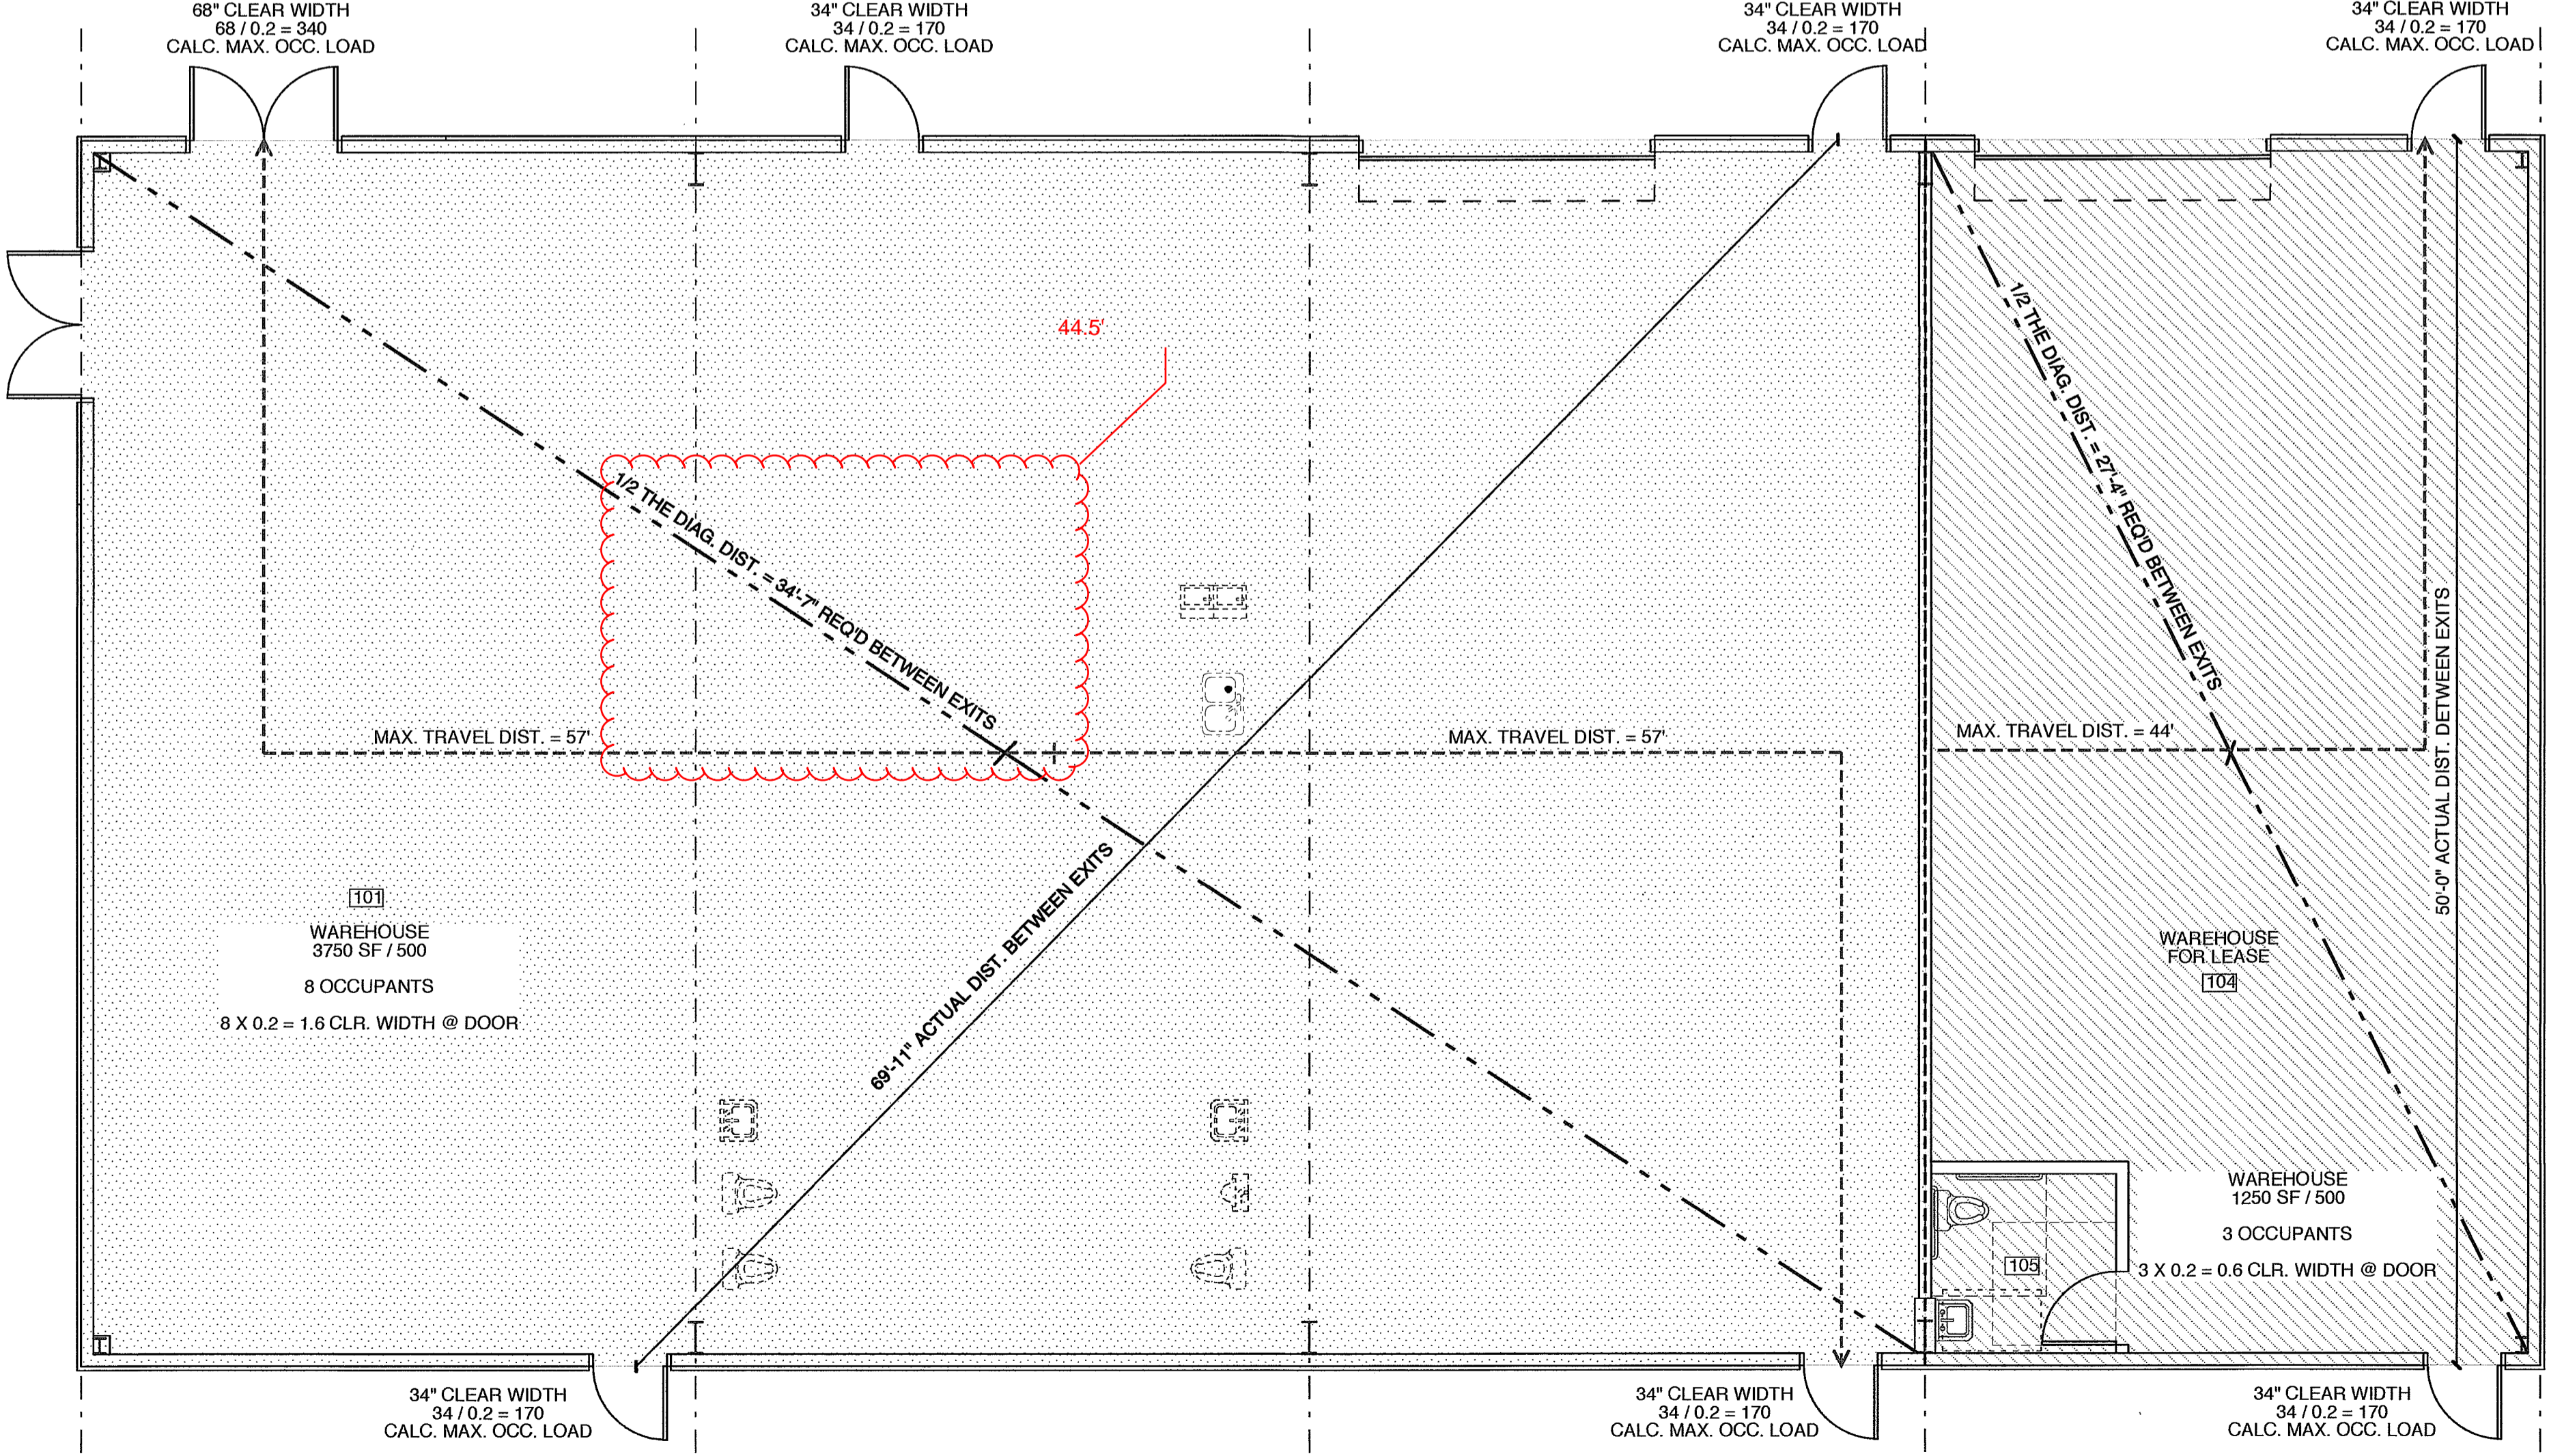 68" CLEAR WIDTH
68 / 0.2 = 340
CALC. MAX. OCC. LOAD
34" CLEAR WIDTH
34 / 0.2 = 170
CALC. MAX. OCC. LOAD
34" CLEAR WIDTH
34 / 0.2 = 170
CALC. MAX. OCC. LOAD
34" CLEAR WIDTH
34 / 0.2 = 170
CALC. MAX. OCC. LOAD
44.5'
1/2 THE DIAG. DIST. = 34'-7" REQ'D BETWEEN EXITS
1/2 THE DIAG. DIST. = 27'-4" REQ'D BETWEEN EXITS
MAX. TRAVEL DIST. = 57'
MAX. TRAVEL DIST. = 57'
MAX. TRAVEL DIST. = 44'
50'-0" ACTUAL DIST. DETWEEN EXITS
69'-11" ACTUAL DIST. BETWEEN EXITS
101
WAREHOUSE
3750 SF / 500
8 OCCUPANTS
8 X 0.2 = 1.6 CLR. WIDTH @ DOOR
WAREHOUSE
FOR LEASE
104
WAREHOUSE
1250 SF / 500
3 OCCUPANTS
3 X 0.2 = 0.6 CLR. WIDTH @ DOOR
105
34" CLEAR WIDTH
34 / 0.2 = 170
CALC. MAX. OCC. LOAD
34" CLEAR WIDTH
34 / 0.2 = 170
CALC. MAX. OCC. LOAD
34" CLEAR WIDTH
34 / 0.2 = 170
CALC. MAX. OCC. LOAD